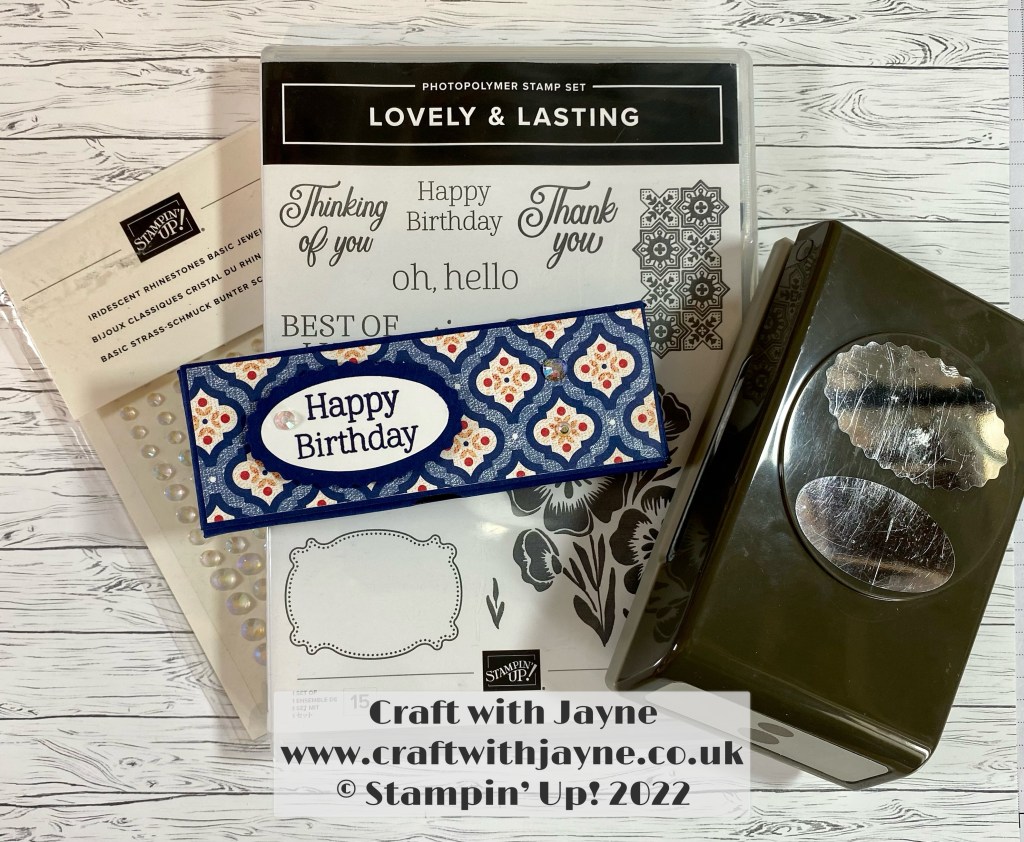 PHOTOPOLYMER STAMP SET
LOVELY & LASTING
Thinking
of you
Happy
Birthday
Thank
you
oh, hello
BEST OF
STAMPIN' UP!
IRIDESCENT RHINESTONES BASIC JEWEL
BIJOUX CLASSIQUES CRISTAL DU RHIN
BASIC STRASS-SCHMUCK BUNTER SC
Happy
Birthday
STAMPIN' UP!
15
Craft with Jayne
www.craftwithjayne.co.uk
© Stampin' Up! 2022